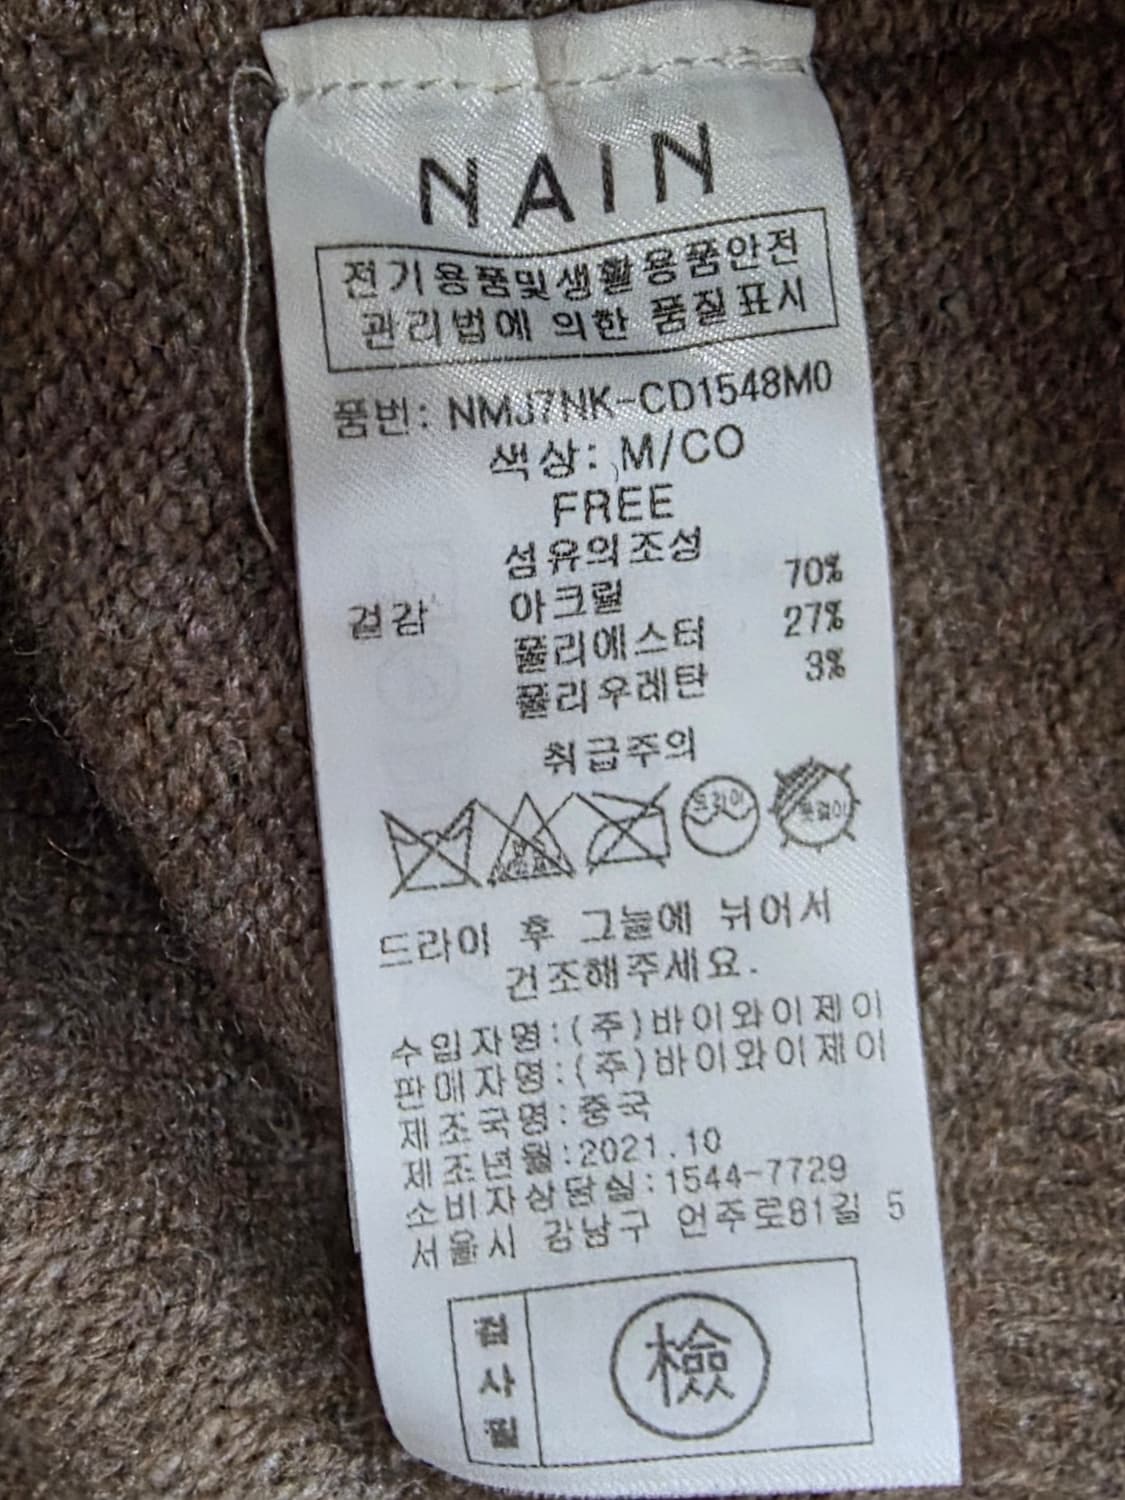 NAIN
전기용품및생활용품안전
관리법에 의한 품질표시
품번: NMJ7NK-CD1548M0
색상: M/CO
FREE
섬유의조성
겉감 아크릴 70%
폴리에스터 27%
폴리우레탄 3%
취급주의
드라이
드라이 후 그늘에 뉘어서
건조해주세요.
수입자명:(주)바이와이제이
판매자명:(주)바이와이제이
제조국명:중국
제조년월:2021.10
소비자상담실:1544-7729
서울시 강남구 언주로81길 5
검사필
檢